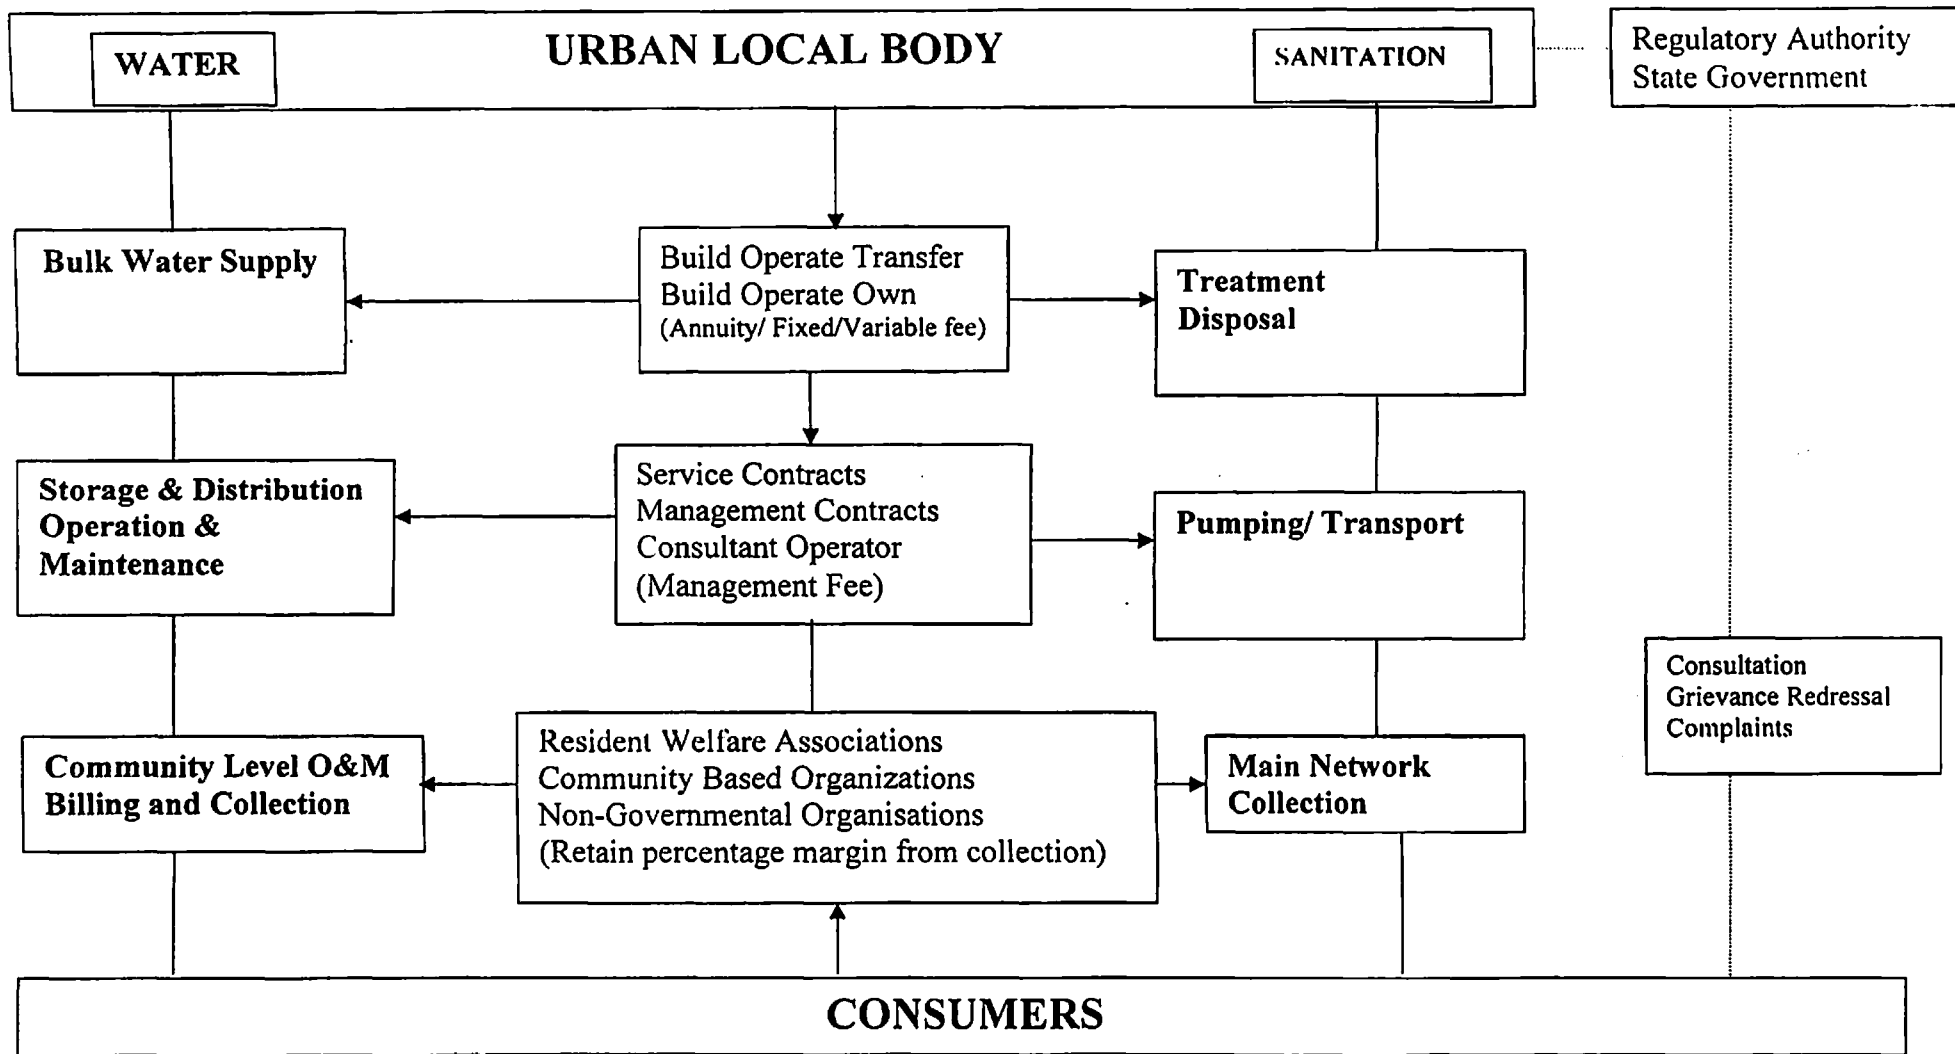 URBAN LOCAL BODY
WATER
SANITATION
Regulatory Authority
State Government
Bulk Water Supply
Build Operate Transfer
Build Operate Own
(Annuity/ Fixed/Variable fee)
Treatment
Disposal
Storage & Distribution
Operation &
Maintenance
Service Contracts
Management Contracts
Consultant Operator
(Management Fee)
Pumping/ Transport
Consultation
Grievance Redressal
Complaints
Community Level O&M
Billing and Collection
Resident Welfare Associations
Community Based Organizations
Non-Governmental Organisations
(Retain percentage margin from collection)
Main Network
Collection
CONSUMERS